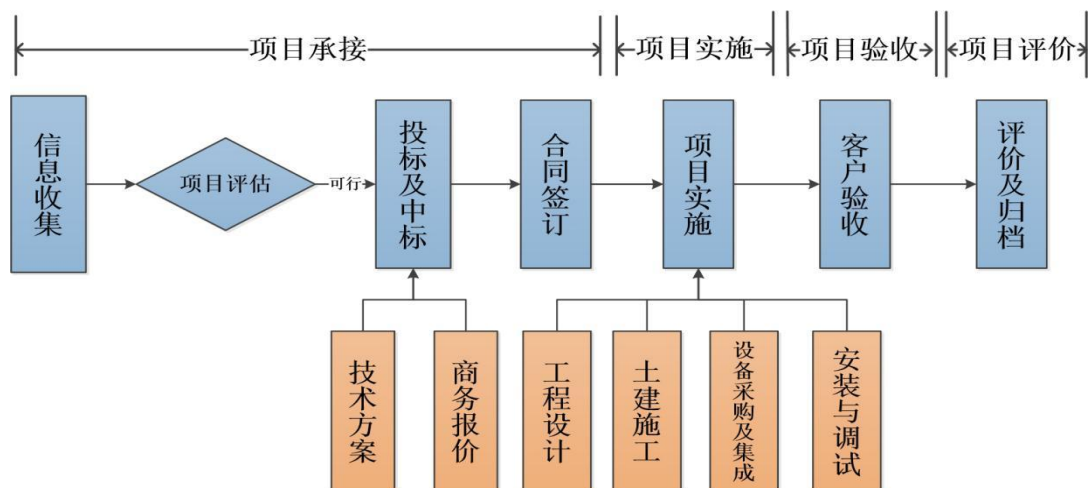 项目承接
项目实施
项目验收
项目评价
信息收集
项目评估
可行
投标及中标
合同签订
项目实施
客户验收
评价及归档
技术方案
商务报价
工程设计
土建施工
设备采购及集成
安装与调试